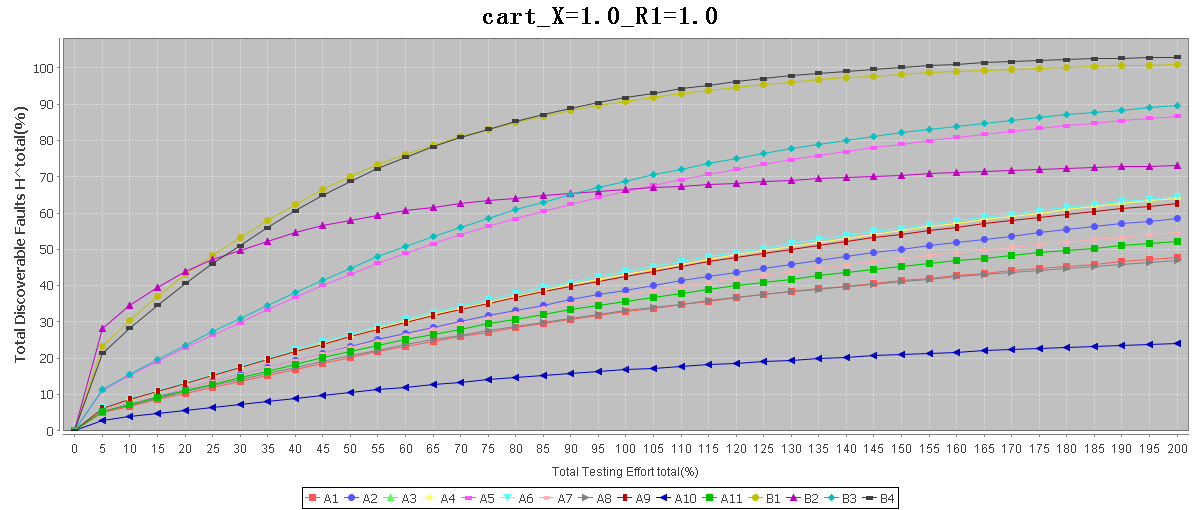 cart_X=1.0_R1=1.0
Total Discoverable Faults H^total(%)
100
90
80
70
60
50
40
30
20
10
0
0 5 10 15 20 25 30 35 40 45 50 55 60 65 70 75 80 85 90 95 100 105 110 115 120 125 130 135 140 145 150 155 160 165 170 175 180 185 190 195 200
Total Testing Effort total(%)
A1 A2 A3 A4 A5 A6 A7 A8 A9 A10 A11 B1 B2 B3 B4